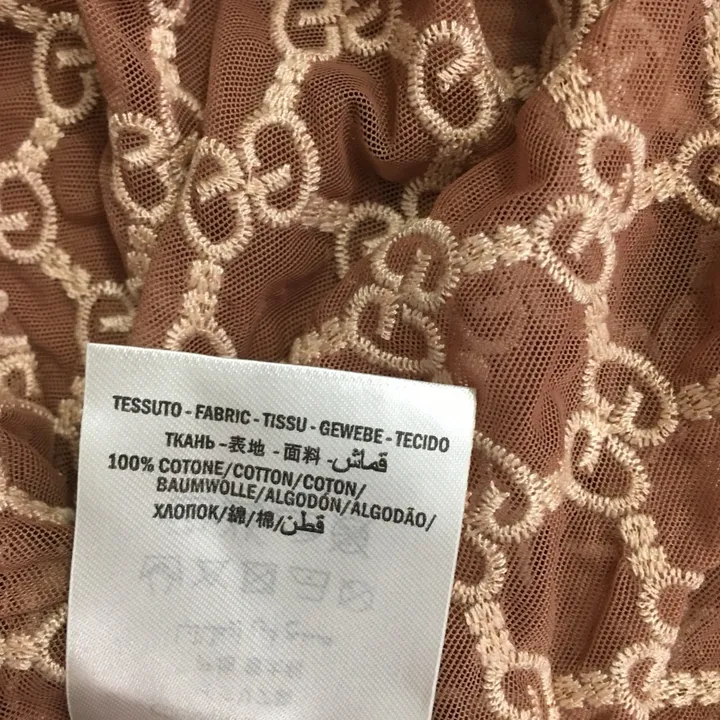 TESSUTO - FABRIC - TISSU - GEWEBE - TECIDO
ТКАНЬ - 表地 - 面料 - قماش
100% COTONE/COTTON/COTON/
BAUMWOLLE/ALGODÓN/ALGODÃO/
ХЛОПОК/綿/棉/قطن